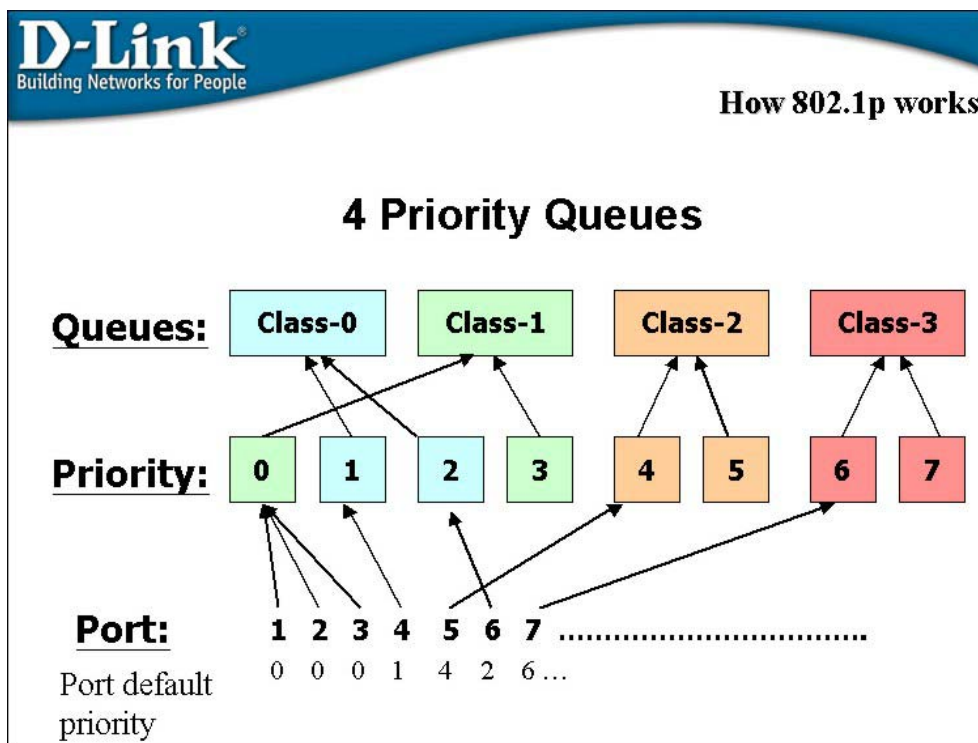 D-Link®
Building Networks for People
How 802.1p works
4 Priority Queues
Queues: Class-0 Class-1 Class-2 Class-3
Priority: 0 1 2 3 4 5 6 7
Port: 1 2 3 4 5 6 7 ..................................
0 0 0 1 4 2 6 ...
Port default
priority